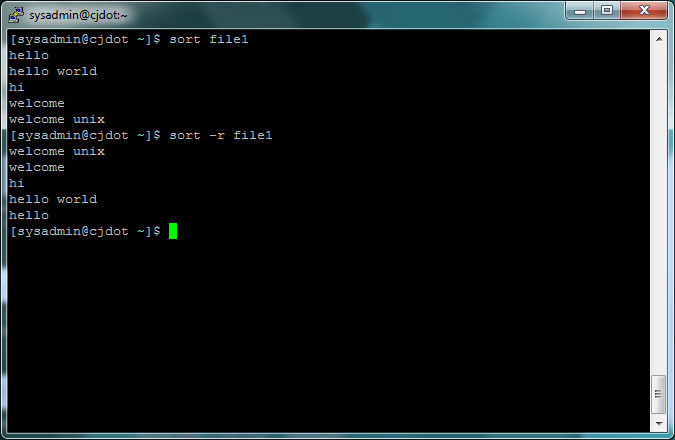 sysadmin@cjdot:~
[sysadmin@cjdot ~]$ sort file1
hello
hello world
hi
welcome
welcome unix
[sysadmin@cjdot ~]$ sort -r file1
welcome unix
welcome
hi
hello world
hello
[sysadmin@cjdot ~]$